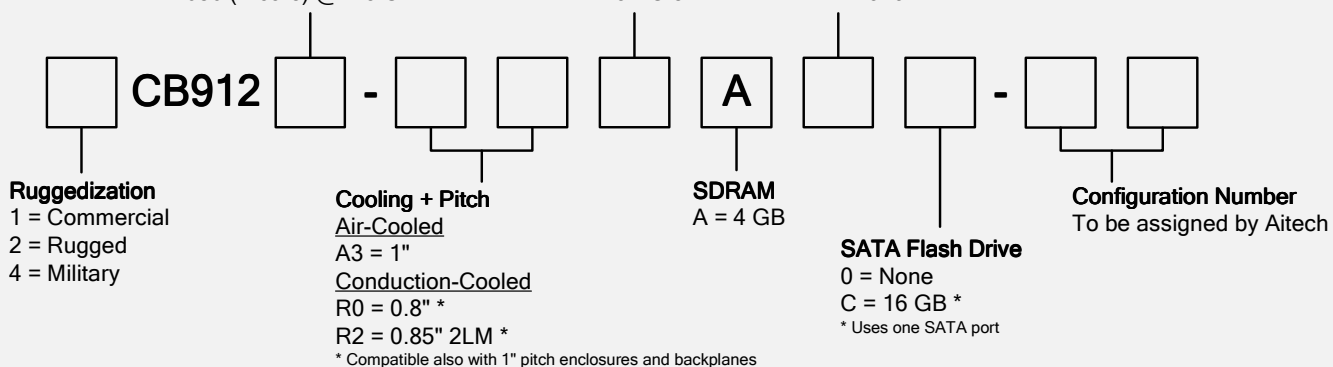 CB912 - A -
Ruggedization
1 = Commercial
2 = Rugged
4 = Military
Cooling + Pitch
Air-Cooled
A3 = 1"
Conduction-Cooled
R0 = 0.8" *
R2 = 0.85" 2LM *
* Compatible also with 1" pitch enclosures and backplanes
SDRAM
A = 4 GB
SATA Flash Drive
0 = None
C = 16 GB *
* Uses one SATA port
Configuration Number
To be assigned by Aitech